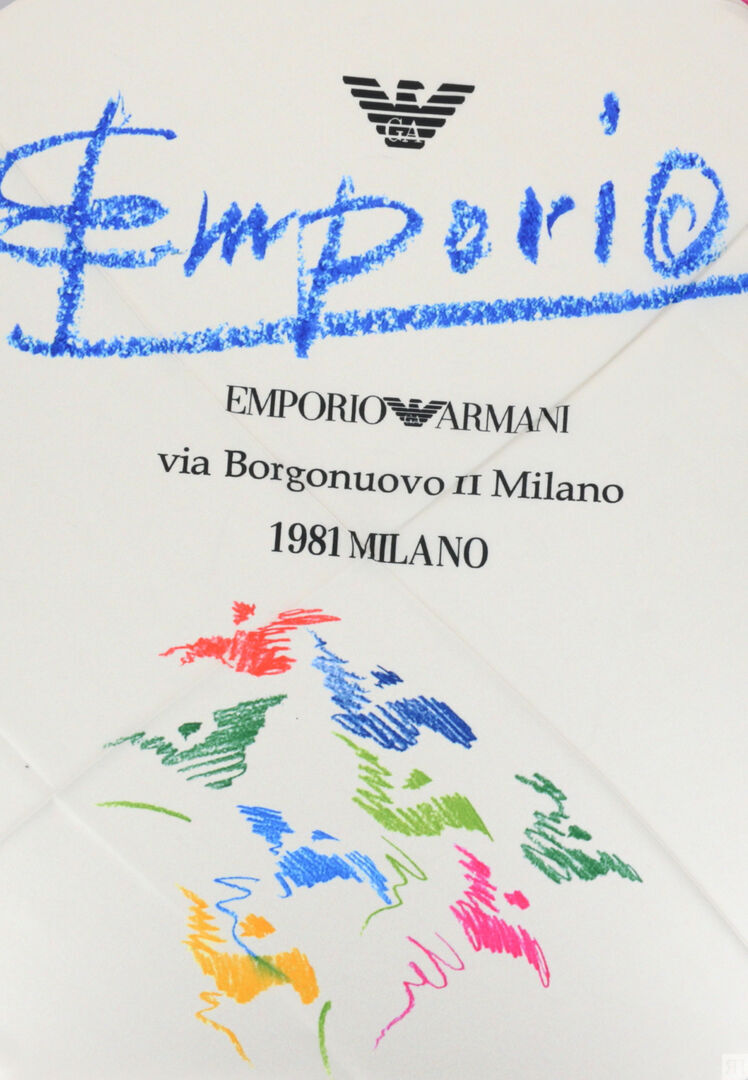 GA
Emporio
EMPORIO ARMANI
via Borgonuovo 11 Milano
1981 MILANO